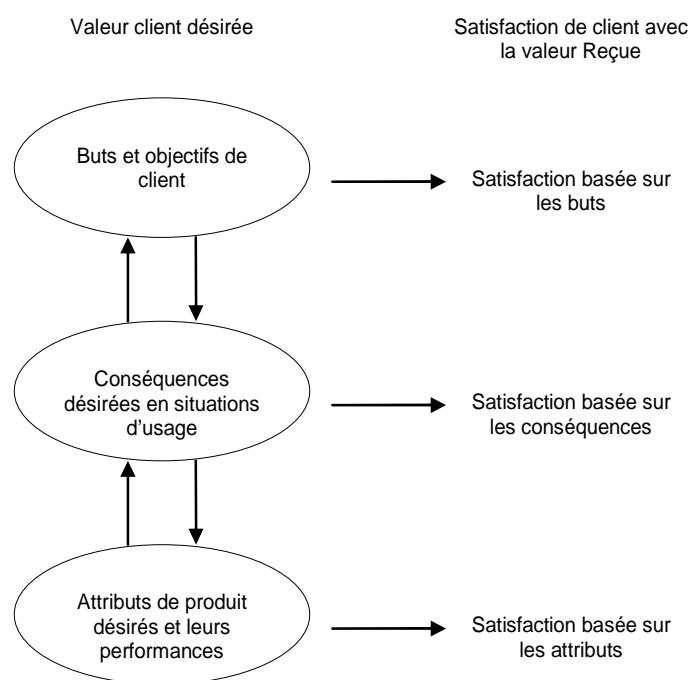 Valeur client désirée
Satisfaction de client avec
la valeur Reçue
Buts et objectifs de
client
Satisfaction basée sur
les buts
Conséquences
désirées en situations
d'usage
Satisfaction basée sur
les conséquences
Attributs de produit
désirés et leurs
performances
Satisfaction basée sur
les attributs